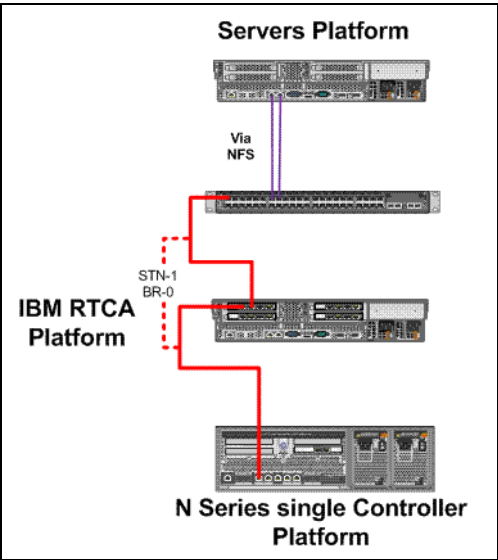 Servers Platform
Via
NFS
STN-1
BR-0
IBM RTCA
Platform
N Series single Controller
Platform